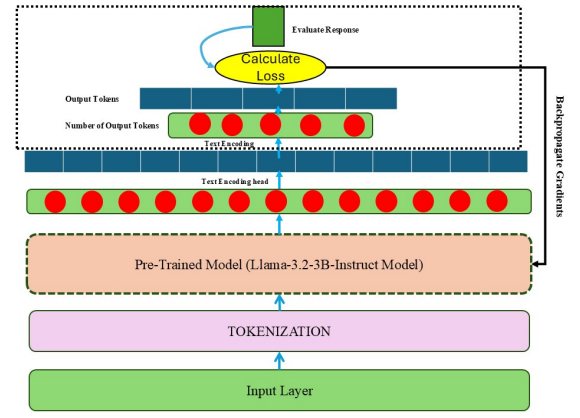 Evaluate Response
Calculate
Loss
Output Tokens
Number of Output Tokens
Text Encoding
Text Encoding head
Backpropagate Gradients
Pre-Trained Model (Llama-3.2-3B-Instruct Model)
TOKENIZATION
Input Layer